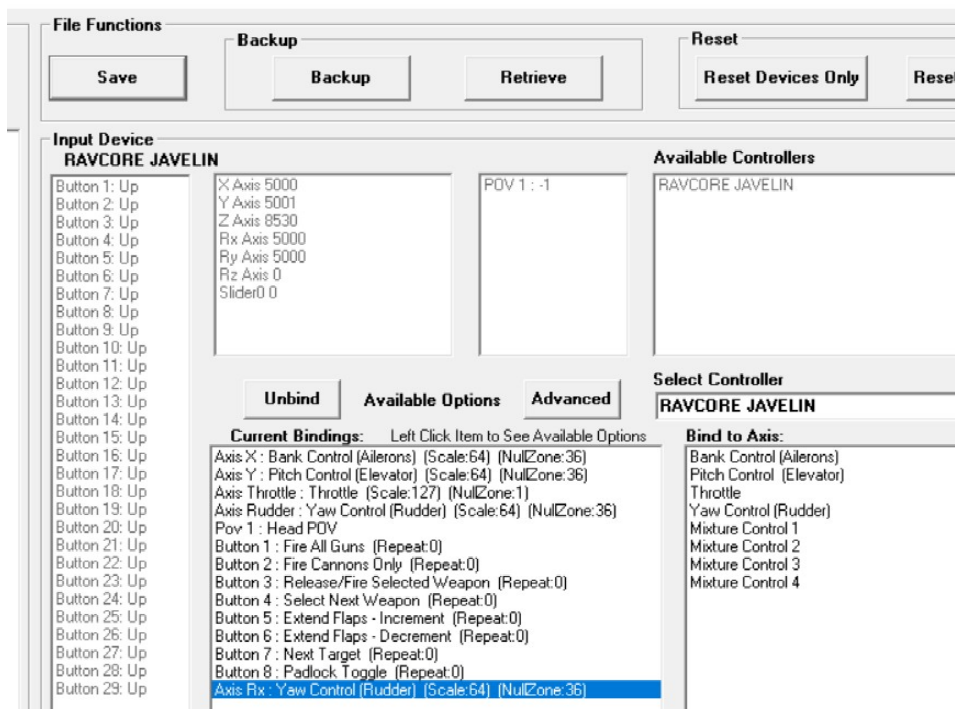 File Functions
Save
Backup
Backup
Retrieve
Reset
Reset Devices Only
Input Device
RAVCORE JAVELIN
Button 1: Up
Button 2: Up
Button 3: Up
Button 4: Up
Button 5: Up
Button 6: Up
Button 7: Up
Button 8: Up
Button 9: Up
Button 10: Up
Button 11: Up
Button 12: Up
Button 13: Up
Button 14: Up
Button 15: Up
Button 16: Up
Button 17: Up
Button 18: Up
Button 19: Up
Button 20: Up
Button 21: Up
Button 22: Up
Button 23: Up
Button 24: Up
Button 25: Up
Button 26: Up
Button 27: Up
Button 28: Up
Button 29: Up
X Axis 5000
Y Axis 5001
Z Axis 8530
Rx Axis 5000
Ry Axis 5000
Rz Axis 0
Slider0 0
POV 1 : -1
Available Controllers
RAVCORE JAVELIN
Unbind
Available Options
Advanced
Select Controller
RAVCORE JAVELIN
Current Bindings: Left Click Item to See Available Options
Axis X : Bank Control (Ailerons) (Scale:64) (NullZone:36)
Axis Y : Pitch Control (Elevator) (Scale:64) (NullZone:36)
Axis Throttle : Throttle (Scale:127) (NullZone:1)
Axis Rudder : Yaw Control (Rudder) (Scale:64) (NullZone:36)
Pov 1 : Head POV
Button 1 : Fire All Guns (Repeat:0)
Button 2 : Fire Cannons Only (Repeat:0)
Button 3 : Release/Fire Selected Weapon (Repeat:0)
Button 4 : Select Next Weapon (Repeat:0)
Button 5 : Extend Flaps - Increment (Repeat:0)
Button 6 : Extend Flaps - Decrement (Repeat:0)
Button 7 : Next Target (Repeat:0)
Button 8 : Padlock Toggle (Repeat:0)
Axis Rx : Yaw Control (Rudder) (Scale:64) (NullZone:36)
Bind to Axis:
Bank Control (Ailerons)
Pitch Control (Elevator)
Throttle
Yaw Control (Rudder)
Mixture Control 1
Mixture Control 2
Mixture Control 3
Mixture Control 4